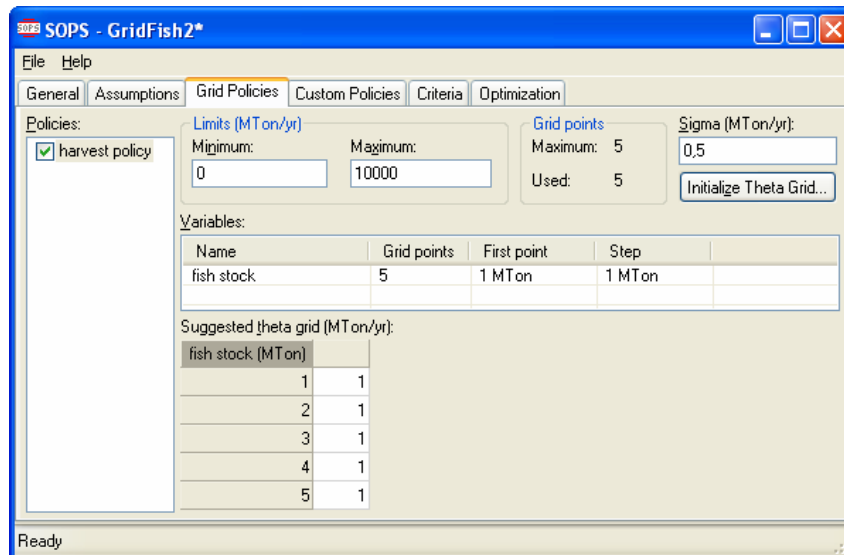 SOPS SOPS - GridFish2*
File Help
General Assumptions Grid Policies Custom Policies Criteria Optimization
Policies:
harvest policy
Limits (MTon/yr)
Minimum: Maximum:
0 10000
Grid points
Maximum: 5
Used: 5
Sigma (MTon/yr):
0,5
Initialize Theta Grid...
Variables:
Name Grid points First point Step
fish stock 5 1 MTon 1 MTon
Suggested theta grid (MTon/yr):
fish stock (MTon)
1 1
2 1
3 1
4 1
5 1
Ready